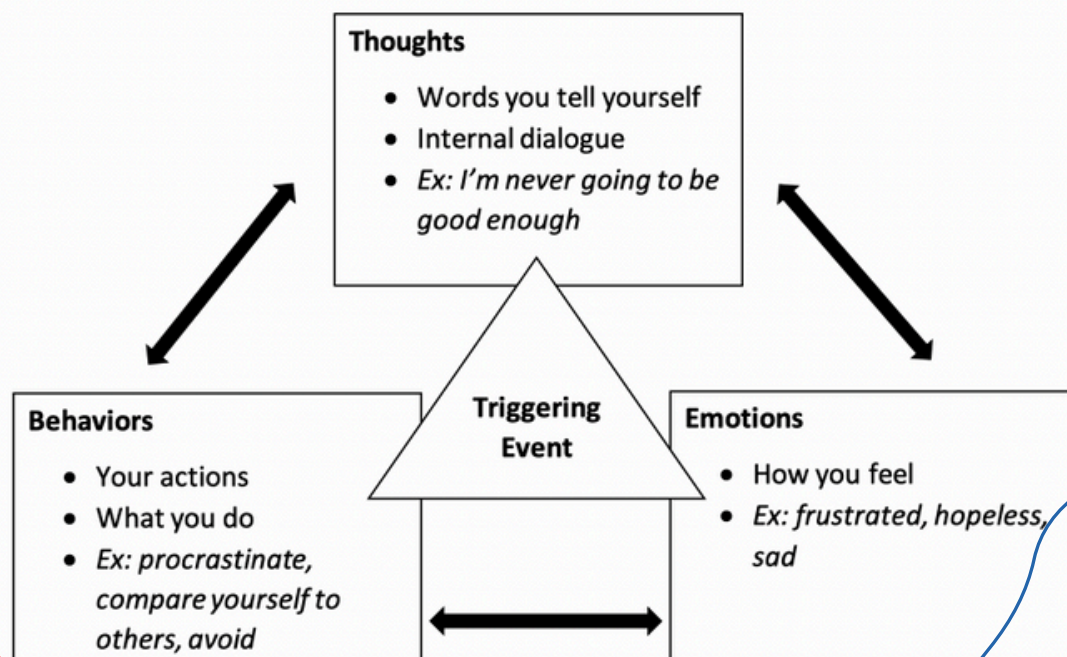 Thoughts
• Words you tell yourself
• Internal dialogue
• Ex: I’m never going to be
good enough
Triggering
Event
Behaviors
• Your actions
• What you do
• Ex: procrastinate,
compare yourself to
others, avoid
Emotions
• How you feel
• Ex: frustrated, hopeless,
sad